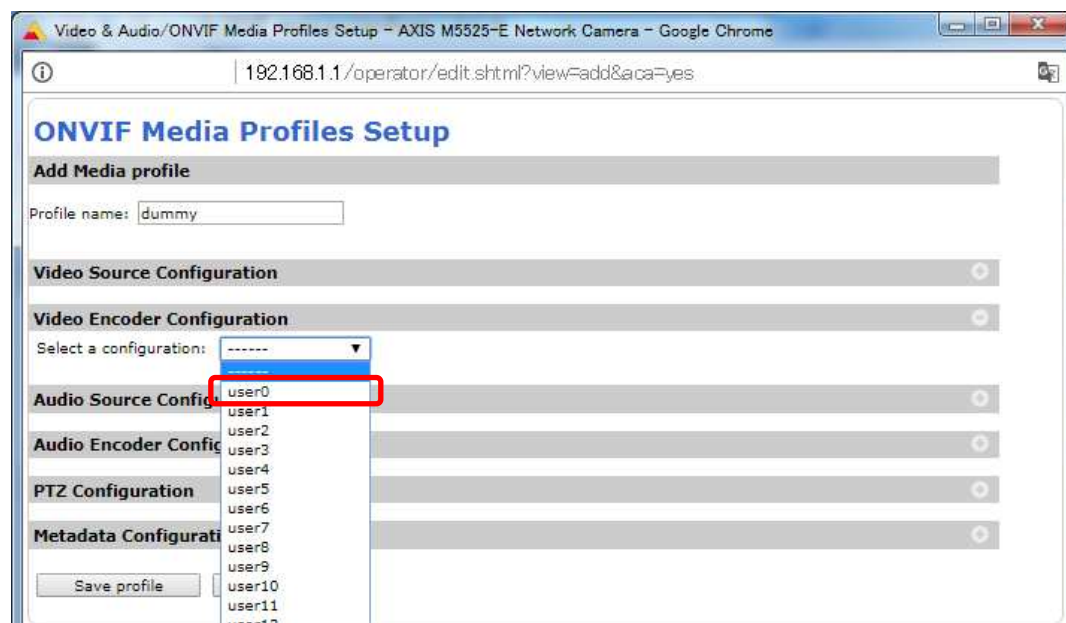 Video & Audio/ONVIF Media Profiles Setup - AXIS M5525-E Network Camera - Google Chrome
192.168.1.1/operator/edit.shtml?view=add&aca=yes
ONVIF Media Profiles Setup
Add Media profile
Profile name: dummy
Video Source Configuration
Video Encoder Configuration
Select a configuration: ------
------
user0
Audio Source Config
user1
user2
Audio Encoder Config
user3
user4
PTZ Configuration
user5
user6
user7
Metadata Configurati
user8
user9
Save profile
user10
user11